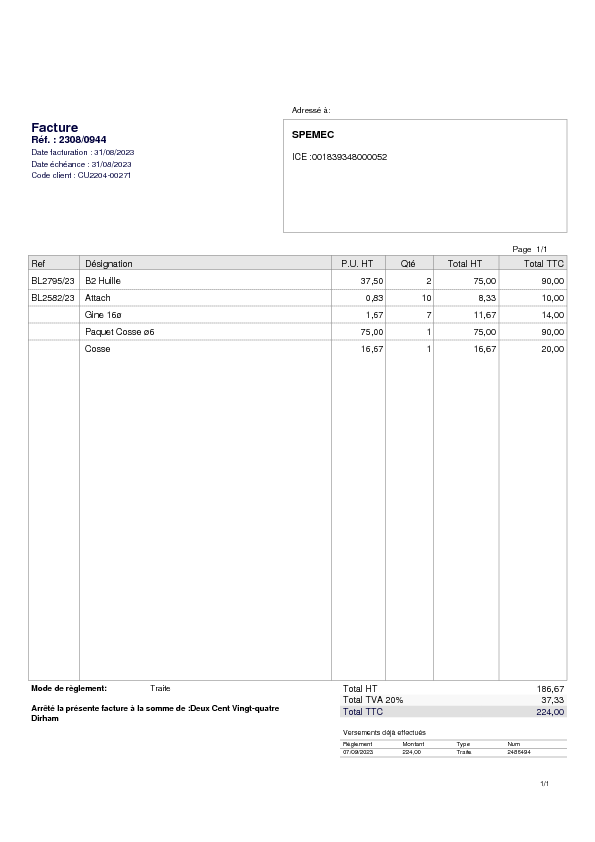 Adressé à:
Facture
Réf. : 2308/0944
Date facturation : 31/08/2023
Date échéance : 31/08/2023
Code client : CU2204-00271
SPEMEC
ICE :001839348000052
Page 1/1
Ref Désignation P.U. HT Qté Total HT Total TTC
BL2795/23 B2 Huille 37,50 2 75,00 90,00
BL2582/23 Attach 0,83 10 8,33 10,00
Gine 16ø 1,67 7 11,67 14,00
Paquet Cosse ø6 75,00 1 75,00 90,00
Cosse 16,67 1 16,67 20,00
Mode de règlement: Traite
Arrêté la présente facture à la somme de :Deux Cent Vingt-quatre
Dirham
Total HT 186,67
Total TVA 20% 37,33
Total TTC 224,00
Versements déjà effectués
Règlement Montant Type Num
07/09/2023 224,00 Traite 2486494
1/1